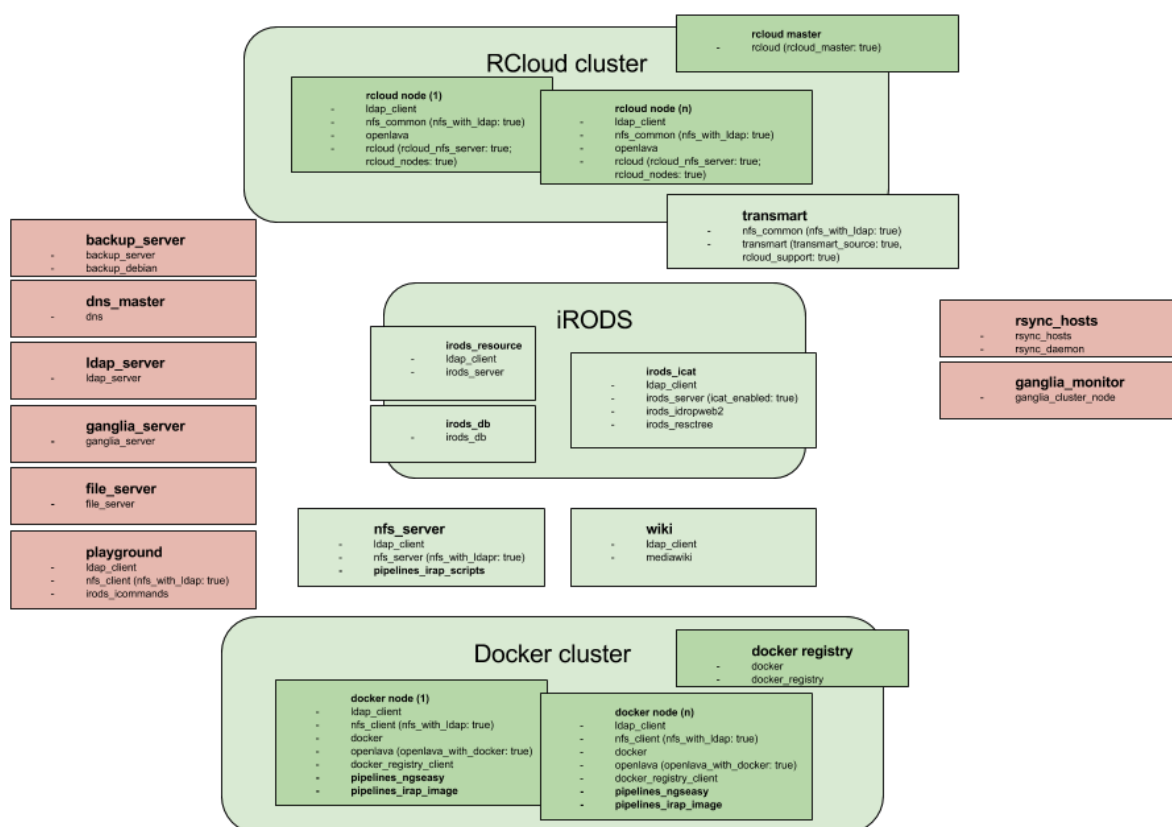 rcloud master
- rcloud (rcloud_master: true)
RCloud cluster
rcloud node (1)
- ldap_client
- nfs_common (nfs_with_ldap: true)
- openlava
- rcloud (rcloud_nfs_server: true;
rcloud_nodes: true)
rcloud node (n)
- ldap_client
- nfs_common (nfs_with_ldap: true)
- openlava
- rcloud (rcloud_nfs_server: true;
rcloud_nodes: true)
transmart
- nfs_common (nfs_with_ldap: true)
- transmart (transmart_source: true,
rcloud_support: true)
backup_server
- backup_server
- backup_debian
dns_master
- dns
ldap_server
- ldap_server
ganglia_server
- ganglia_server
file_server
- file_server
playground
- ldap_client
- nfs_client (nfs_with_ldap: true)
- irods_icommands
iRODS
irods_resource
- ldap_client
- irods_server
irods_db
- irods_db
irods_icat
- ldap_client
- irods_server (icat_enabled: true)
- irods_idropweb2
- irods_resctree
rsync_hosts
- rsync_hosts
- rsync_daemon
ganglia_monitor
- ganglia_cluster_node
nfs_server
- ldap_client
- nfs_server (nfs_with_ldapr: true)
- pipelines_irap_scripts
wiki
- ldap_client
- mediawiki
Docker cluster
docker registry
- docker
- docker_registry
docker node (1)
- ldap_client
- nfs_client (nfs_with_ldap: true)
- docker
- openlava (openlava_with_docker: true)
- docker_registry_client
- pipelines_ngseasy
- pipelines_irap_image
docker node (n)
- ldap_client
- nfs_client (nfs_with_ldap: true)
- docker
- openlava (openlava_with_docker: true)
- docker_registry_client
- pipelines_ngseasy
- pipelines_irap_image